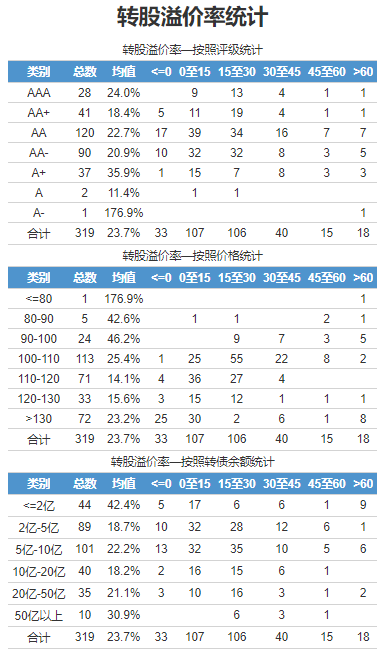 转股溢价率统计
转股溢价率—按照评级统计
类别 总数 均值 <=0 0至15 15至30 30至45 45至60 >60
AAA 28 24.0% 9 13 4 1 1
AA+ 41 18.4% 5 11 19 4 1 1
AA 120 22.7% 17 39 34 16 7 7
AA- 90 20.9% 10 32 32 8 3 5
A+ 37 35.9% 1 15 7 8 3 3
A 2 11.4% 1 1
A- 1 176.9% 1
合计 319 23.7% 33 107 106 40 15 18
转股溢价率—按照价格统计
类别 总数 均值 <=0 0至15 15至30 30至45 45至60 >60
<=80 1 176.9% 1
80-90 5 42.6% 1 1 2 1
90-100 24 46.2% 9 7 3 5
100-110 113 25.4% 1 25 55 22 8 2
110-120 71 14.1% 4 36 27 4
120-130 33 15.6% 3 15 12 1 1 1
>130 72 23.2% 25 30 2 6 1 8
合计 319 23.7% 33 107 106 40 15 18
转股溢价率—按照转债余额统计
类别 总数 均值 <=0 0至15 15至30 30至45 45至60 >60
<=2亿 44 42.4% 5 17 6 6 1 9
2亿-5亿 89 18.7% 10 32 28 12 6 1
5亿-10亿 101 22.2% 13 32 35 10 5 6
10亿-20亿 40 18.2% 2 16 15 6 1
20亿-50亿 35 21.1% 3 10 16 3 1 2
50亿以上 10 30.9% 6 3 1
合计 319 23.7% 33 107 106 40 15 18